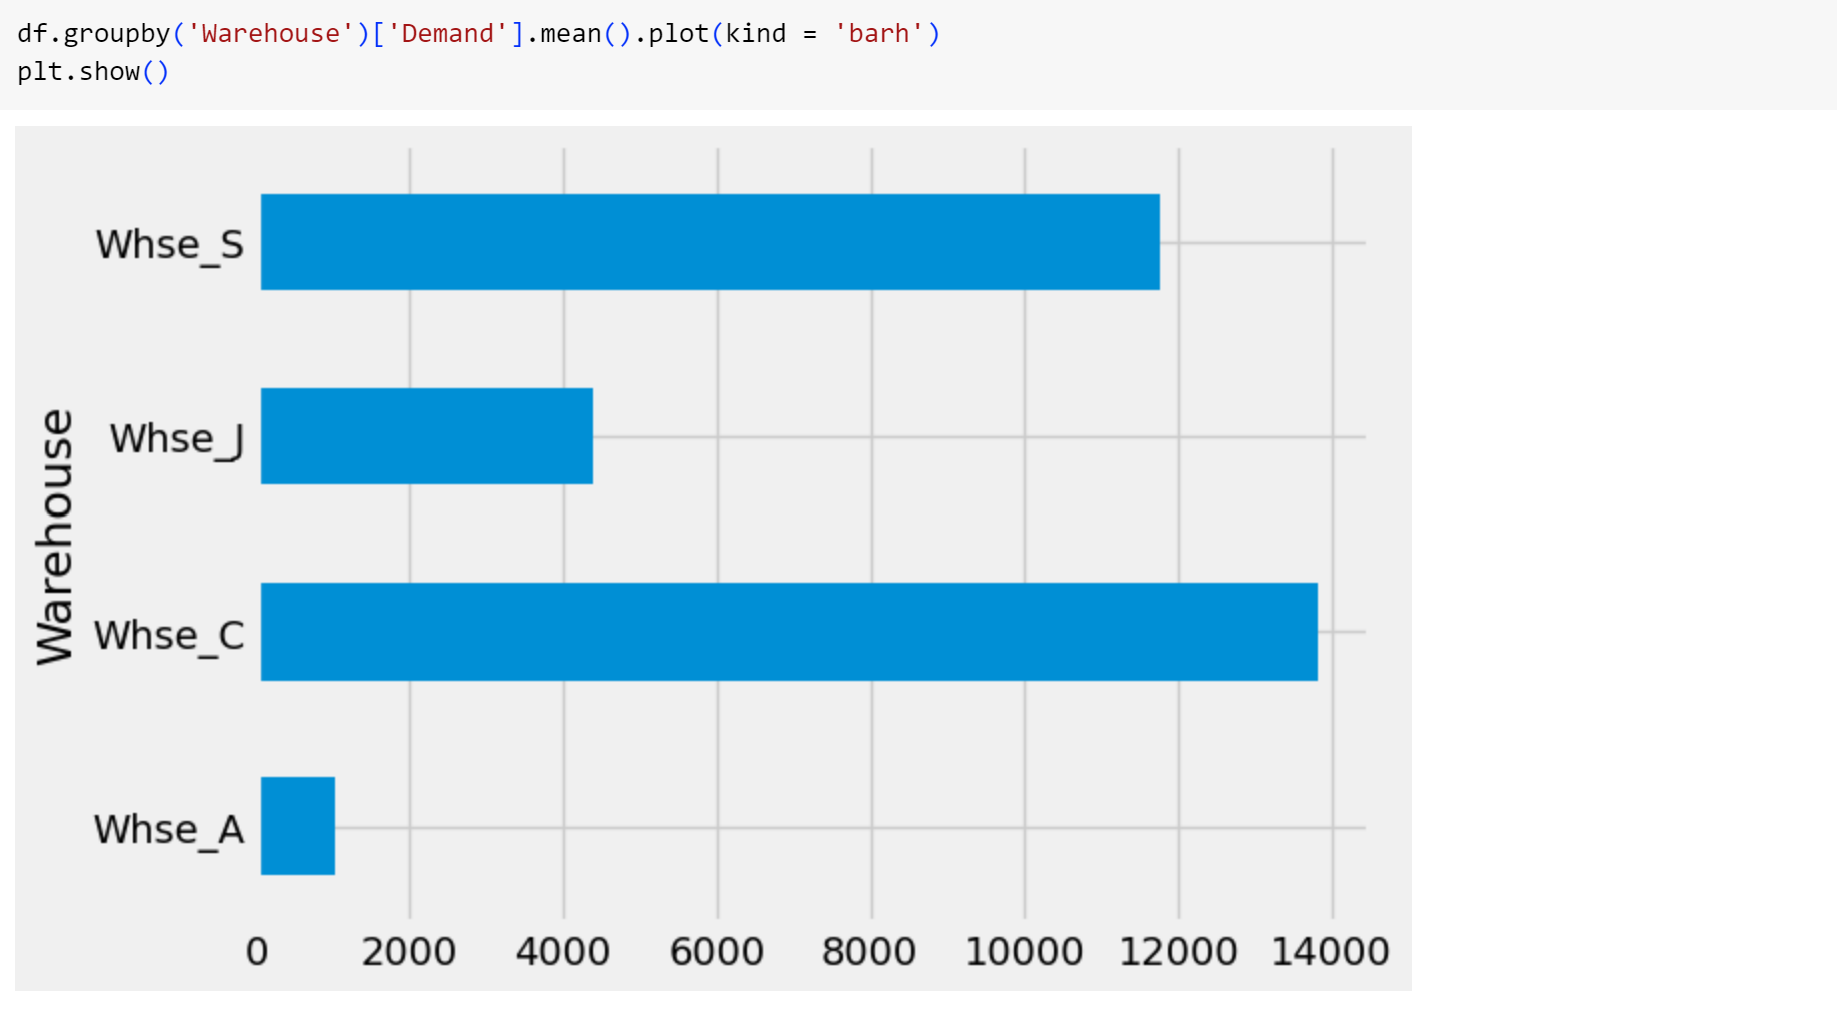 df.groupby('Warehouse')['Demand'].mean().plot(kind = 'barh')
plt.show()
Warehouse
Whse_S
Whse_J
Whse_C
Whse_A
0 2000 4000 6000 8000 10000 12000 14000